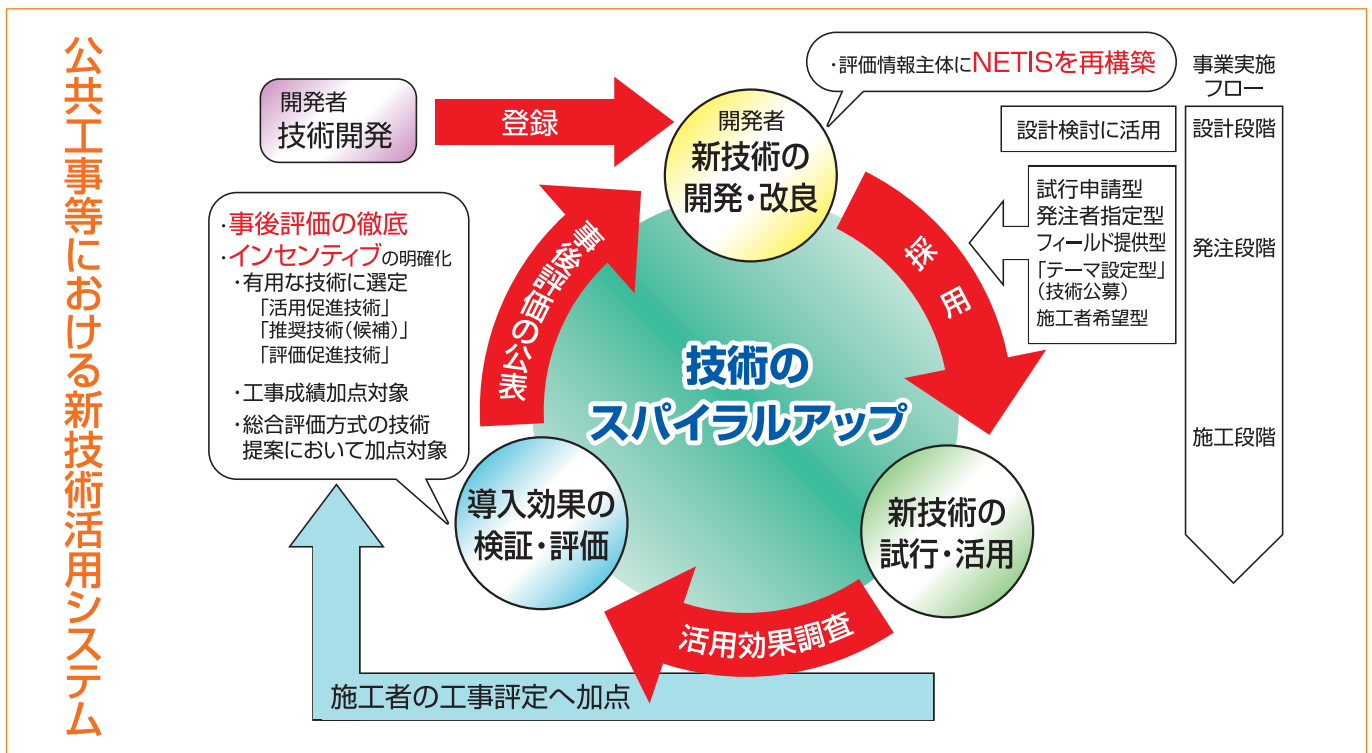 公共工事等における新技術活用システム
開発者
技術開発
登録
・評価情報主体にNETISを再構築
開発者
新技術の
開発・改良
事業実施
フロー
設計検討に活用
設計段階
試行申請型
発注者指定型
フィールド提供型
「テーマ設定型」
(技術公募)
施工者希望型
発注段階
施工段階
採用
・事後評価の徹底
・インセンティブの明確化
・有用な技術に選定
「活用促進技術」
「推奨技術(候補)」
「評価促進技術」
・工事成績加点対象
・総合評価方式の技術
提案において加点対象
事後評価の公表
技術の
スパイラルアップ
導入効果の
検証・評価
新技術の
試行・活用
活用効果調査
施工者の工事評定へ加点